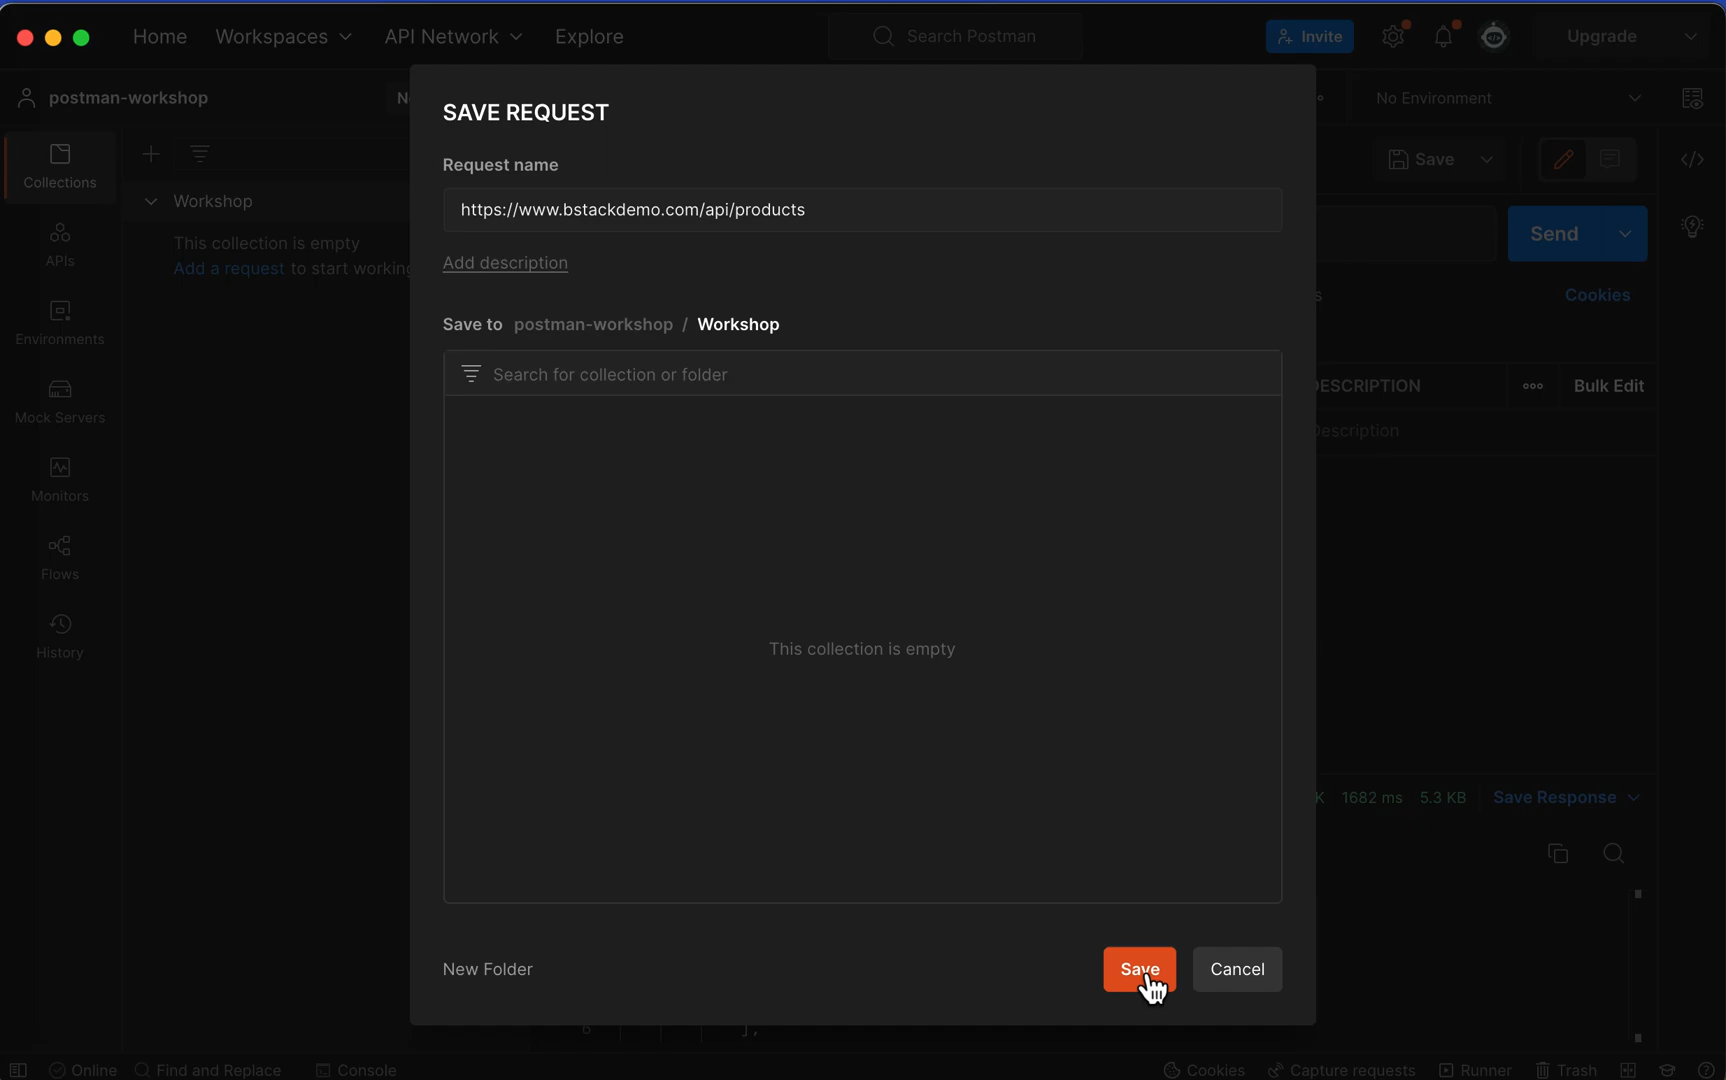 Home Workspaces API Network Explore Search Postman Invite Upgrade
postman-workshop No Environment
SAVE REQUEST
Request name
https://www.bstackdemo.com/api/products
Add description
Save to postman-workshop / Workshop
Search for collection or folder
This collection is empty
New Folder Save Cancel
Collections
APIs
Environments
Mock Servers
Monitors
Flows
History
Workshop
This collection is empty
Add a request to start working
Save
Send
Cookies
ESCRIPTION Bulk Edit
Description
K 1682 ms 5.3 KB Save Response
6 ],
Online Find and Replace Console Cookies Capture requests Runner Trash